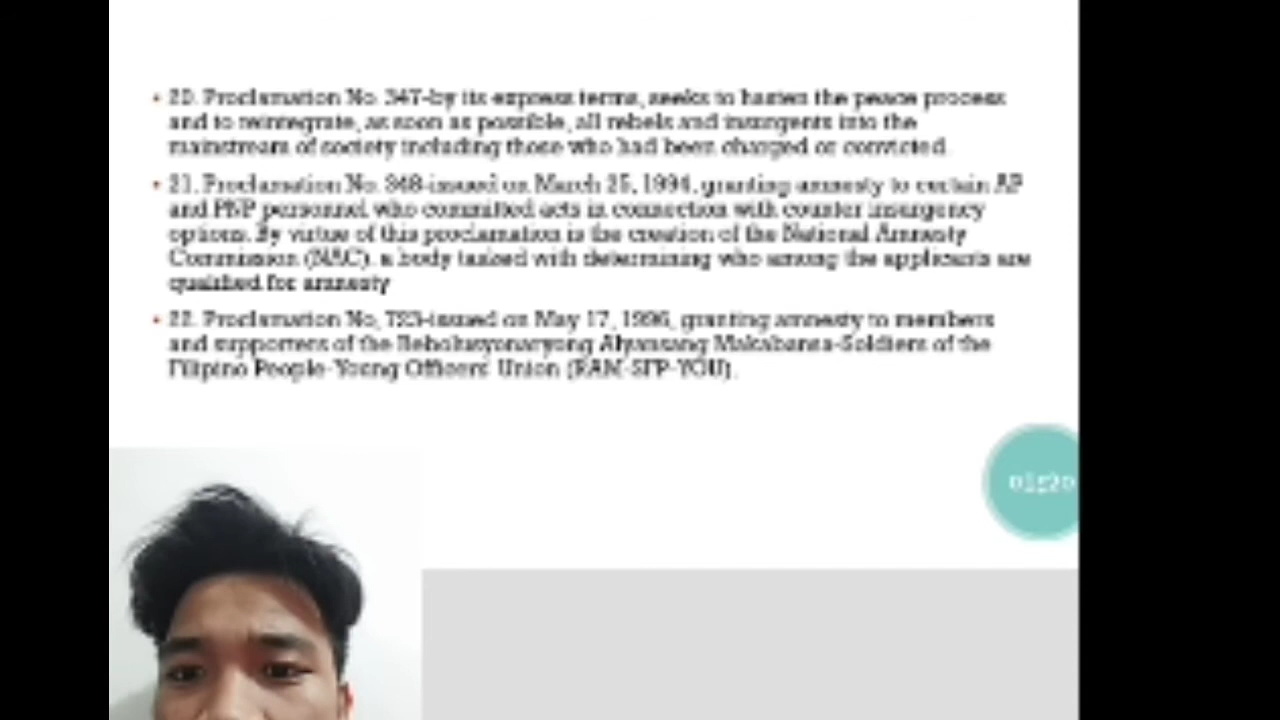 • 20. Proclamation No. 347-by its express terms, seeks to hasten the peace process
and to reintegrate, as soon as possible, all rebels and insurgents into the
mainstream of society including those who had been charged or convicted.
• 21. Proclamation No. 348-issued on March 25, 1994, granting amnesty to certain AP
and PNP personnel who committed acts in connection with counter insurgency
options. By virtue of this proclamation is the creation of the National Amnesty
Commission (NAC), a body tasked with determining who among the applicants are
qualified for amnesty
• 22. Proclamation No, 723-issued on May 17, 1996, granting amnesty to members
and supporters of the Rebolusyonaryong Alyansang Makabansa-Soldiers of the
Filipino People-Young Officers' Union (RAM-SFP-YOU).
01:20